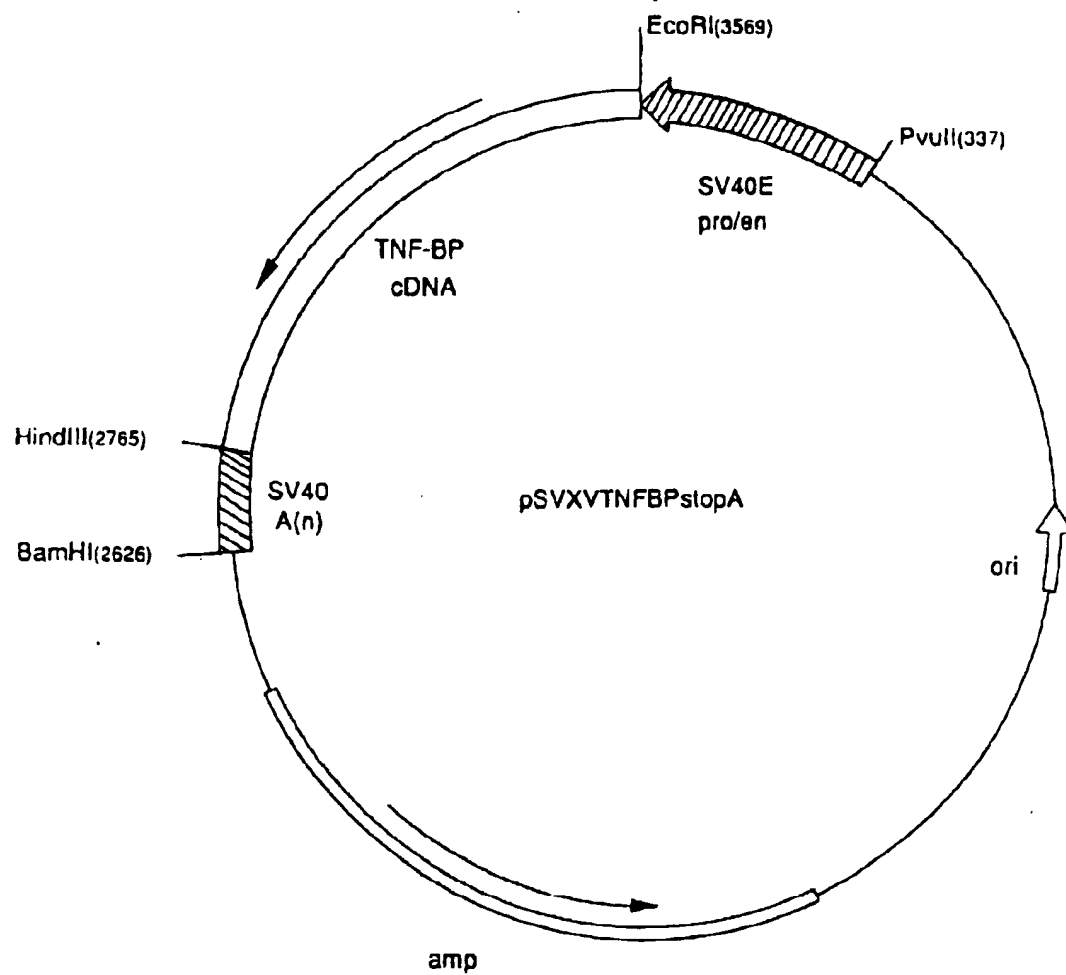 EcoRI(3569)
PvuII(337)
SV40E
pro/en
TNF-BP
cDNA
HindIII(2765)
SV40
A(n)
pSVXVTNFBPstopA
BamHI(2626)
ori
amp